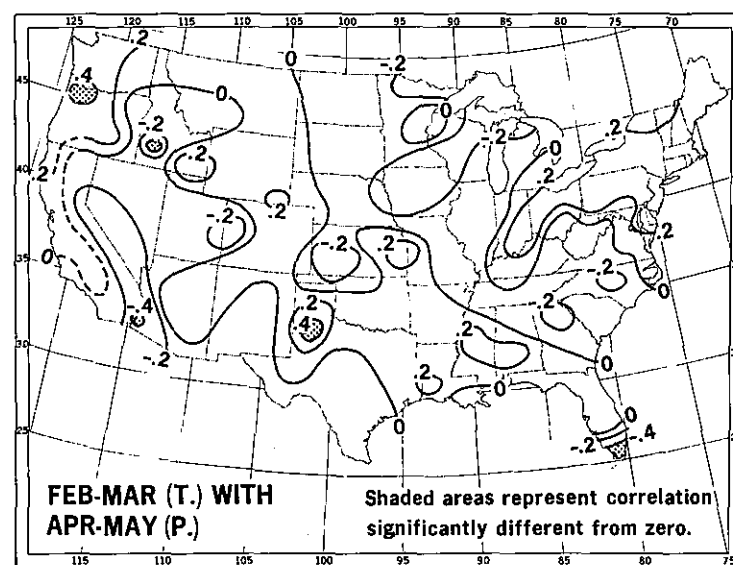 125 120 115 110 105 100 95 90 85 80 75 70
.2 0 -.2
.4
45
0 0
-.2 -.2 .2
.2 0
40
.2 .2
-.2 .2 .2
-.2 -.2
35
0 -.2
.2 0
-.4 .4 .2 .2
30
-.2 .2 0
0 0
25
0
-.2 -.4
FEB-MAR (T.) WITH
APR-MAY (P.)
Shaded areas represent correlation
significantly different from zero.
115 110 105 100 95 90 85 80 75